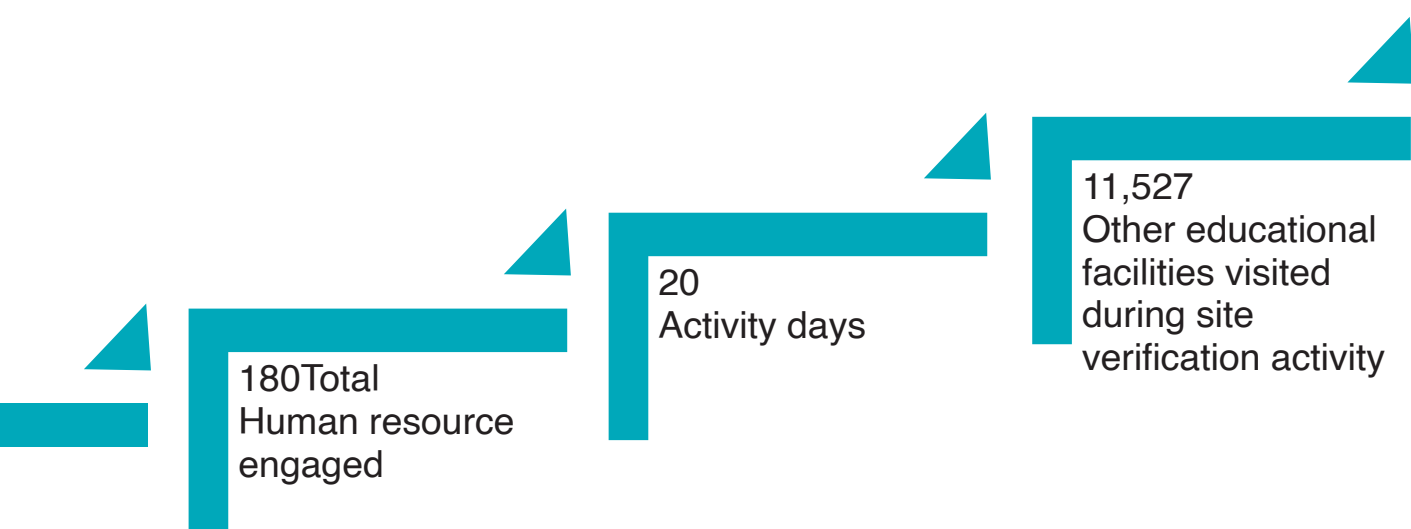 180Total
Human resource
engaged
20
Activity days
11,527
Other educational
facilities visited
during site
verification activity